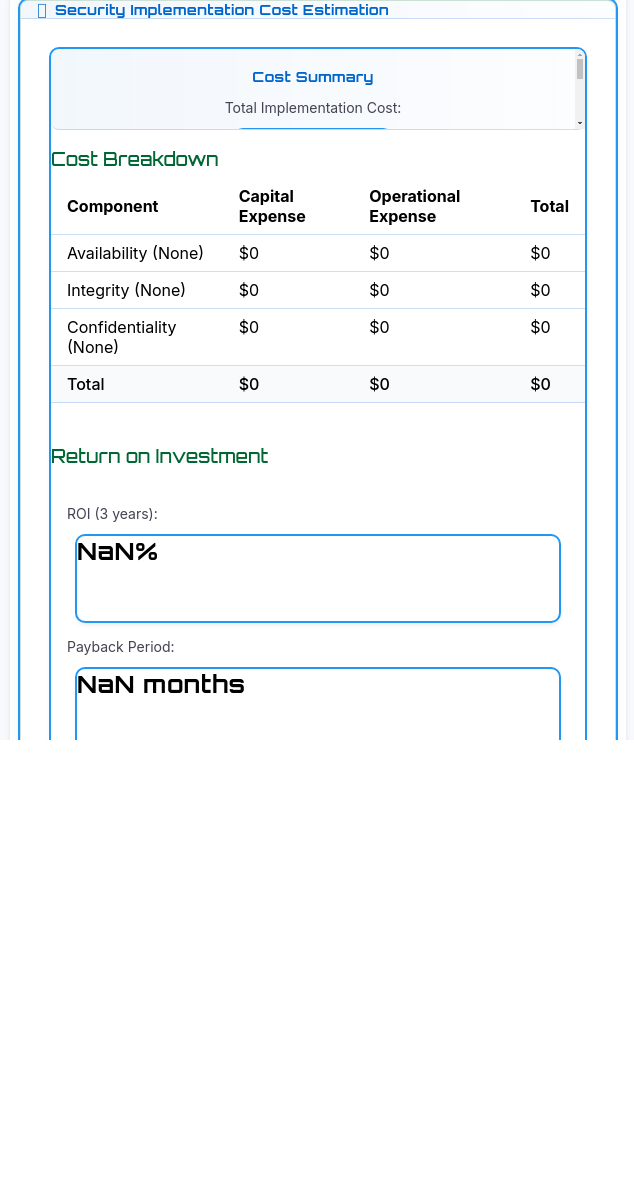 Security Implementation Cost Estimation
Cost Summary
Total Implementation Cost:
Cost Breakdown
Component Capital Expense Operational Expense Total
Availability (None) $0 $0 $0
Integrity (None) $0 $0 $0
Confidentiality (None) $0 $0 $0
Total $0 $0 $0
Return on Investment
ROI (3 years):
NaN%
Payback Period:
NaN months